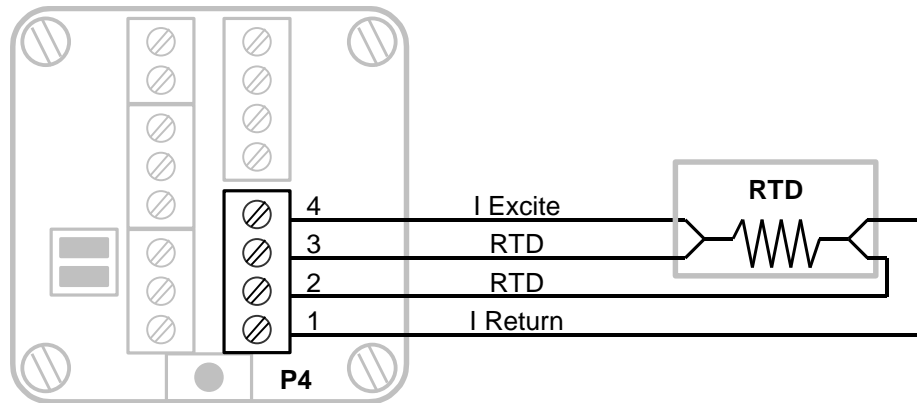 RTD
4 I Excite
3 RTD
2 RTD
1 I Return
P4